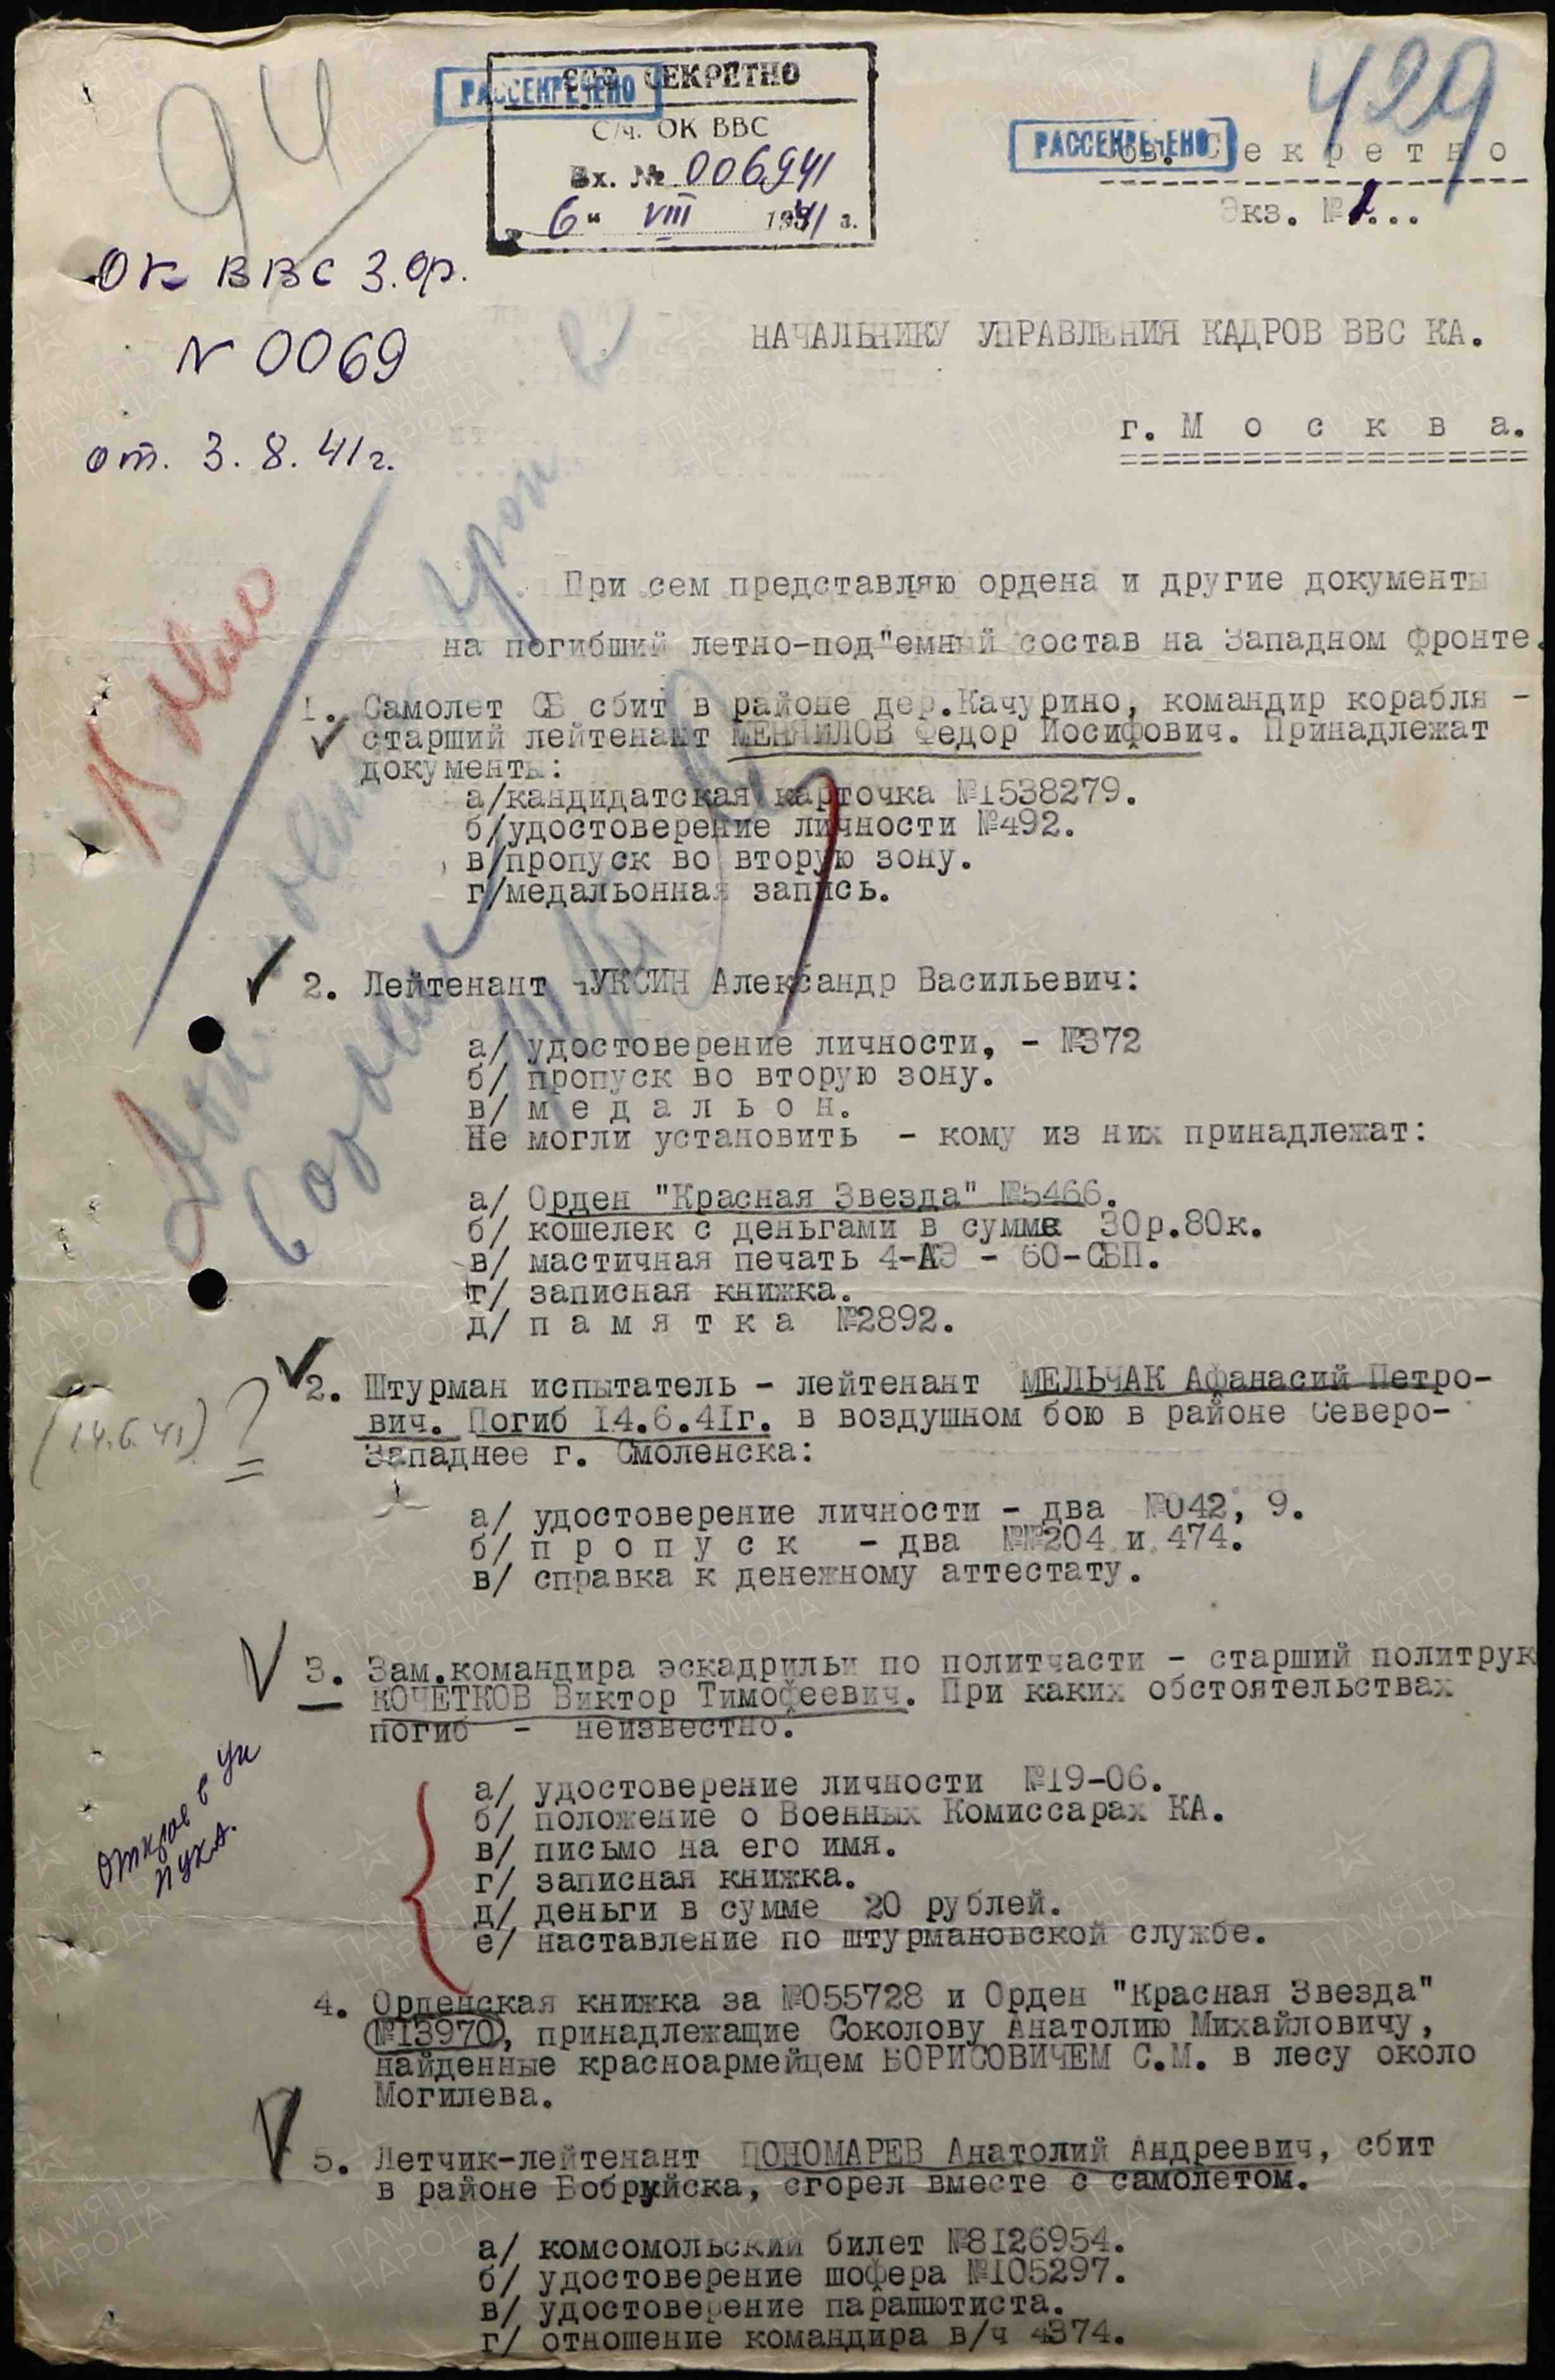 94
429
РАССЕКРЕЧЕНО
СОВ. СЕКРЕТНО
С/ч. ОК ВВС
Вх. № 006941
6 " VIII 1941 г.
РАССЕКРЕЧЕНО
Сов. Секретно
Экз. №1...
ОК ВВС З.ф.
N 0069
от. 3.8.41г.
НАЧАЛЬНИКУ УПРАВЛЕНИЯ КАДРОВ ВВС КА.
г. М о с к в а.
При сем представляю ордена и другие документы
на погибший летно-под"емный состав на Западном фронте.
1. Самолет СБ сбит в районе дер.Качурино, командир корабля -
старший лейтенант МЕНЯЙЛОВ Федор Иосифович. Принадлежат
документы:
а/кандидатская карточка №1538279.
б/удостоверение личности №492.
в/пропуск во вторую зону.
г/медальонная запись.
2. Лейтенант ЧУКСИН Александр Васильевич:
а/ удостоверение личности, - №372
б/ пропуск во вторую зону.
в/ м е д а л ь о н.
Не могли установить - кому из них принадлежат:
а/ Орден "Красная Звезда" №5466.
б/ кошелек с деньгами в сумме 30р.80к.
в/ мастичная печать 4-АЭ - 60-СБП.
г/ записная книжка.
д/ п а м я т к а №2892.
(14.6.41) ?
2. Штурман испытатель - лейтенант МЕЛЬЧАК Афанасий Петро-
вич. Погиб 14.6.41г. в воздушном бою в районе Северо-
Западнее г. Смоленска:
а/ удостоверение личности - два №042, 9.
б/ п р о п у с к - два №№204 и 474.
в/ справка к денежному аттестату.
3. Зам.командира эскадрильи по политчасти - старший политрук
КОЧЕТКОВ Виктор Тимофеевич. При каких обстоятельствах
погиб - неизвестно.
а/ удостоверение личности №19-06.
б/ положение о Военных Комиссарах КА.
в/ письмо на его имя.
г/ записная книжка.
д/ деньги в сумме 20 рублей.
е/ наставление по штурмановской службе.
4. Орденская книжка за №055728 и Орден "Красная Звезда"
№13970, принадлежащие Соколову Анатолию Михайловичу,
найденные красноармейцем БОРИСОВИЧЕМ С.М. в лесу около
Могилева.
5. Летчик-лейтенант ПОНОМАРЕВ Анатолий Андреевич, сбит
в районе Бобруйска, сгорел вместе с самолетом.
а/ комсомольский билет №8126954.
б/ удостоверение шофера №105297.
в/ удостоверение парашютиста.
г/ отношение командира в/ч 4374.
ПАМЯТЬ НАРОДА